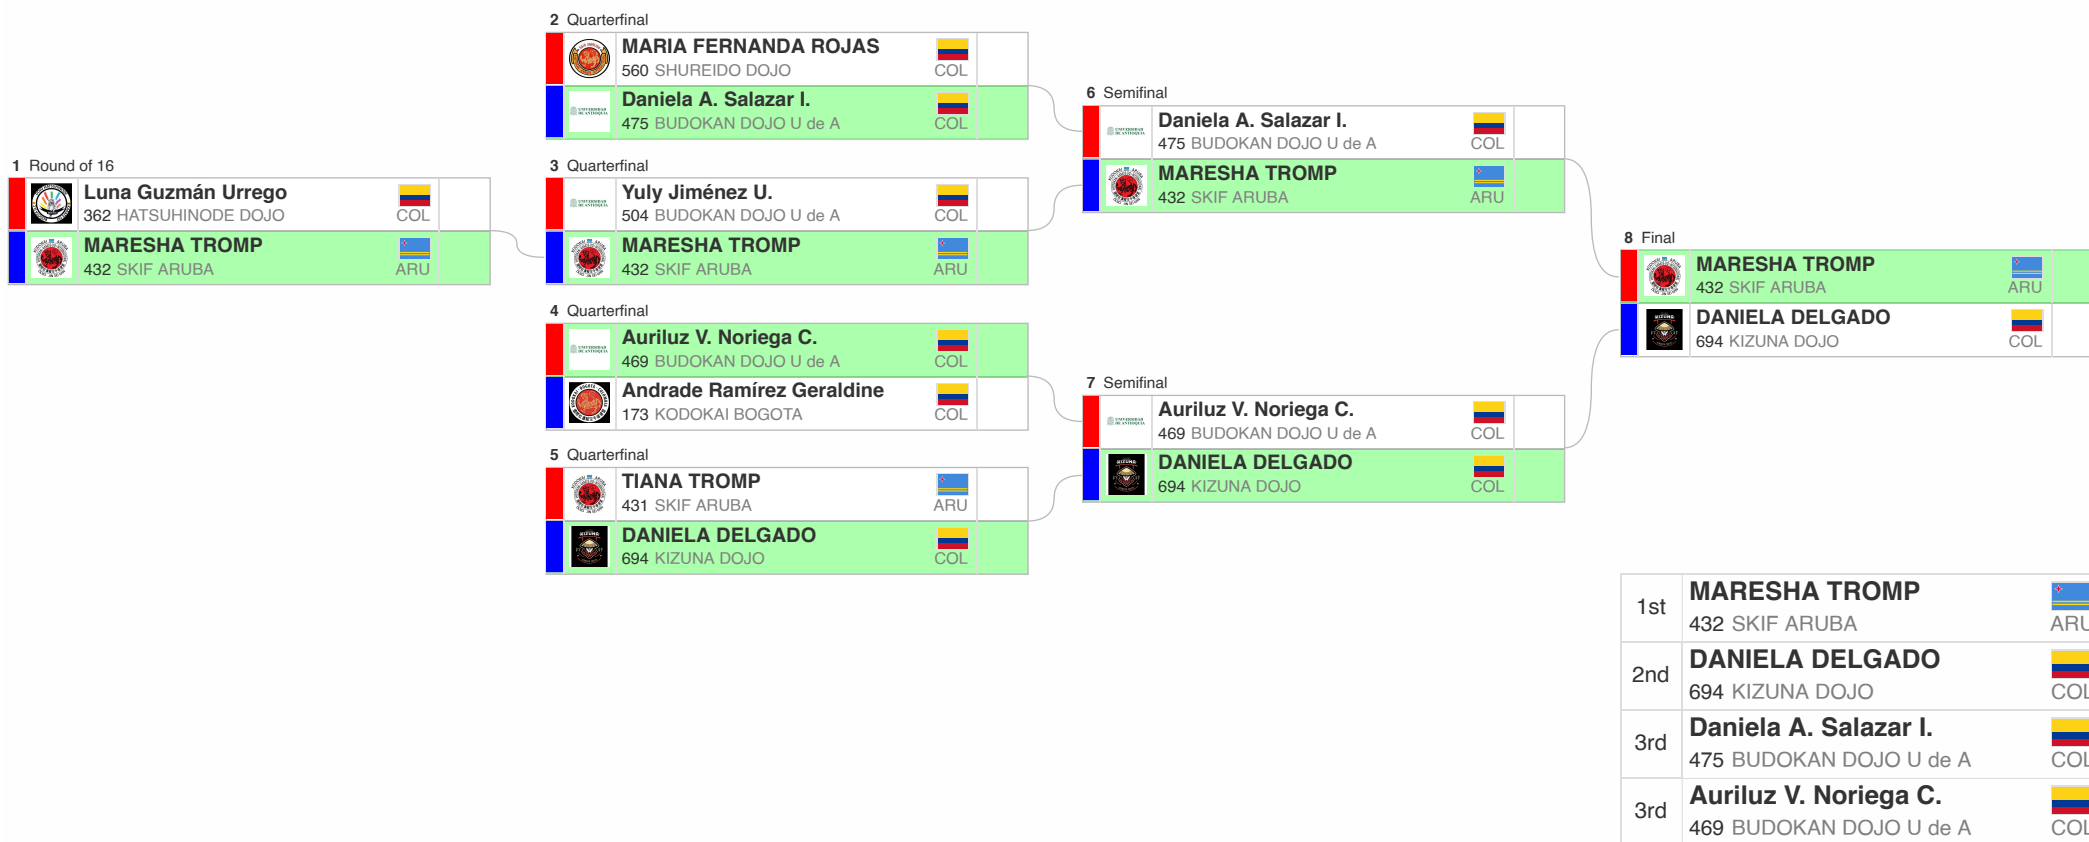 1 Round of 16
Luna Guzmán Urrego
362 HATSUHINODE DOJO COL
MARESHA TROMP
432 SKIF ARUBA ARU
2 Quarterfinal
MARIA FERNANDA ROJAS
560 SHUREIDO DOJO COL
Daniela A. Salazar I.
475 BUDOKAN DOJO U de A COL
3 Quarterfinal
Yuly Jiménez U.
504 BUDOKAN DOJO U de A COL
MARESHA TROMP
432 SKIF ARUBA ARU
4 Quarterfinal
Auriluz V. Noriega C.
469 BUDOKAN DOJO U de A COL
Andrade Ramírez Geraldine
173 KODOKAI BOGOTA COL
5 Quarterfinal
TIANA TROMP
431 SKIF ARUBA ARU
DANIELA DELGADO
694 KIZUNA DOJO COL
6 Semifinal
Daniela A. Salazar I.
475 BUDOKAN DOJO U de A COL
MARESHA TROMP
432 SKIF ARUBA ARU
7 Semifinal
Auriluz V. Noriega C.
469 BUDOKAN DOJO U de A COL
DANIELA DELGADO
694 KIZUNA DOJO COL
8 Final
MARESHA TROMP
432 SKIF ARUBA ARU
DANIELA DELGADO
694 KIZUNA DOJO COL
1st MARESHA TROMP
432 SKIF ARUBA ARU
2nd DANIELA DELGADO
694 KIZUNA DOJO COL
3rd Daniela A. Salazar I.
475 BUDOKAN DOJO U de A COL
3rd Auriluz V. Noriega C.
469 BUDOKAN DOJO U de A COL